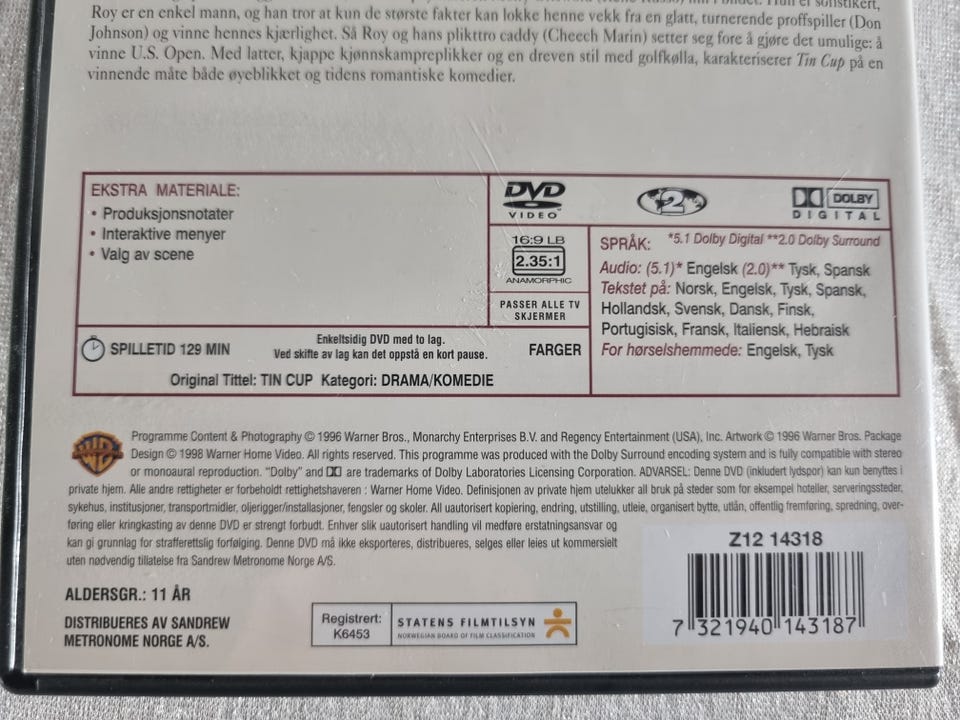 Roy er en enkel mann, og han tror at kun de største fakter kan lokke henne vekk fra en glatt, turnerende proffspiller (Don
Johnson) og vinne hennes kjærlighet. Så Roy og hans plikttro caddy (Cheech Marin) setter seg fore å gjøre det umulige: å
vinne U.S. Open. Med latter, kjappe kjønnskampreplikker og en dreven stil med golfkølla, karakteriserer Tin Cup på en
vinnende måte både øyeblikket og tidens romantiske komedier.
EKSTRA MATERIALE:
• Produksjonsnotater
• Interaktive menyer
• Valg av scene
DVD
VIDEO
2
DOLBY
DIGITAL
16:9 LB
2.35:1
ANAMORPHIC
PASSER ALLE TV
SKJERMER
SPRÅK: *5.1 Dolby Digital **2.0 Dolby Surround
Audio: (5.1)* Engelsk (2.0)** Tysk, Spansk
Tekstet på: Norsk, Engelsk, Tysk, Spansk,
Hollandsk, Svensk, Dansk, Finsk,
Portugisisk, Fransk, Italiensk, Hebraisk
For hørselshemmede: Engelsk, Tysk
SPILLETID 129 MIN
Enkeltsidig DVD med to lag.
Ved skifte av lag kan det oppstå en kort pause.
FARGER
Original Tittel: TIN CUP Kategori: DRAMA/KOMEDIE
WB
Programme Content & Photography © 1996 Warner Bros., Monarchy Enterprises B.V. and Regency Entertainment (USA), Inc. Artwork © 1996 Warner Bros. Package
Design © 1998 Warner Home Video. All rights reserved. This programme was produced with the Dolby Surround encoding system and is fully compatible with stereo
or monoaural reproduction. "Dolby" and are trademarks of Dolby Laboratories Licensing Corporation. ADVARSEL: Denne DVD (inkludert lydspor) kan kun benyttes i
private hjem. Alle andre rettigheter er forbeholdt rettighetshaveren : Warner Home Video. Definisjonen av private hjem utelukker all bruk på steder som for eksempel hoteller, serveringssteder,
sykehus, institusjoner, transportmidler, oljerigger/installasjoner, fengsler og skoler. All uautorisert kopiering, endring, utstilling, utleie, organisert bytte, utlån, offentlig fremføring, spredning, over-
føring eller kringkasting av denne DVD er strengt forbudt. Enhver slik uautorisert handling vil medføre erstatningsansvar og
kan gi grunnlag for strafferettslig forfølging. Denne DVD må ikke eksporteres, distribueres, selges eller leies ut kommersielt
uten nødvendig tillatelse fra Sandrew Metronome Norge A/S.
ALDERSGR.: 11 ÅR
DISTRIBUERES AV SANDREW
METRONOME NORGE A/S.
Registrert:
K6453
STATENS FILMTILSYN
NORWEGIAN BOARD OF FILM CLASSIFICATION
Z12 14318
7 321940 143187